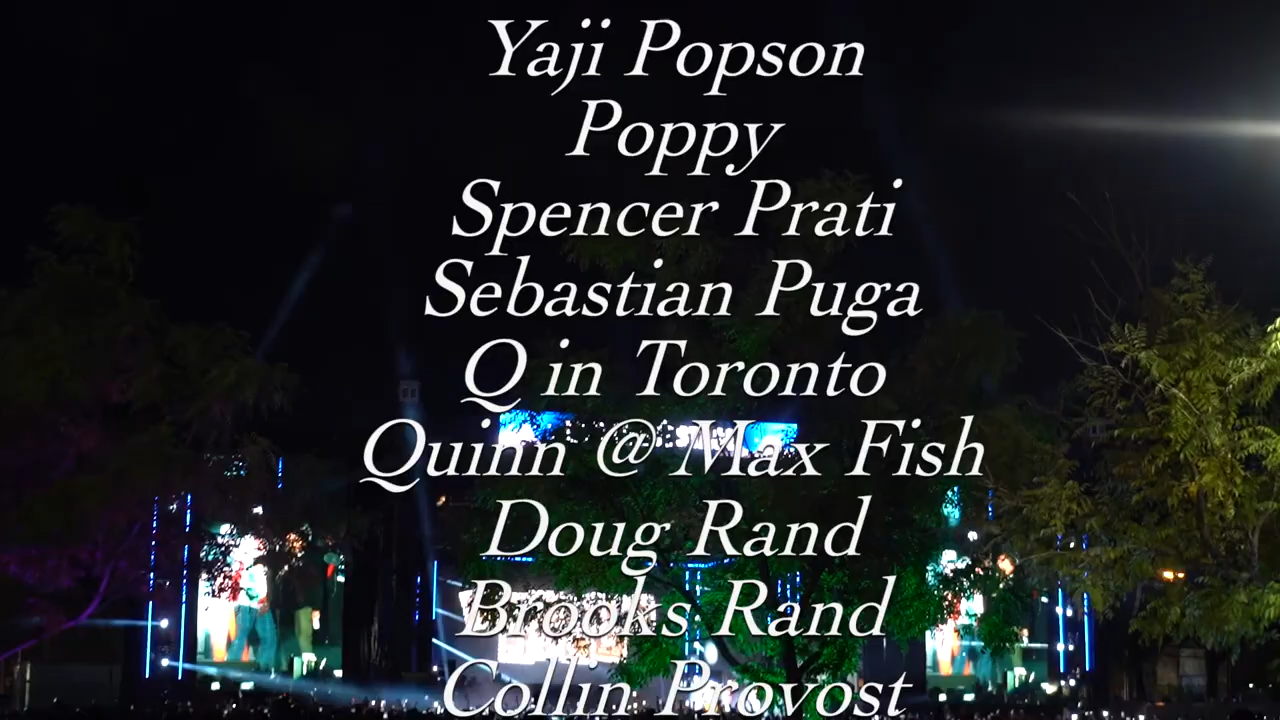 Yaji Popson
Poppy
Spencer Prati
Sebastian Puga
Q in Toronto
Quinn @ Max Fish
Doug Rand
Brooks Rand
Collin Provost